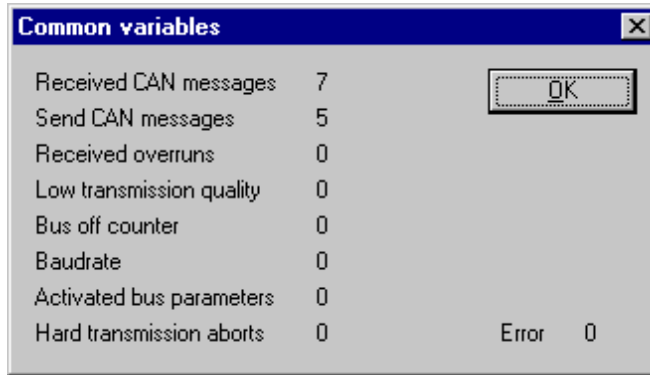 Common variables
Received CAN messages 7
OK
Send CAN messages 5
Received overruns 0
Low transmission quality 0
Bus off counter 0
Baudrate 0
Activated bus parameters 0
Hard transmission aborts 0 Error 0